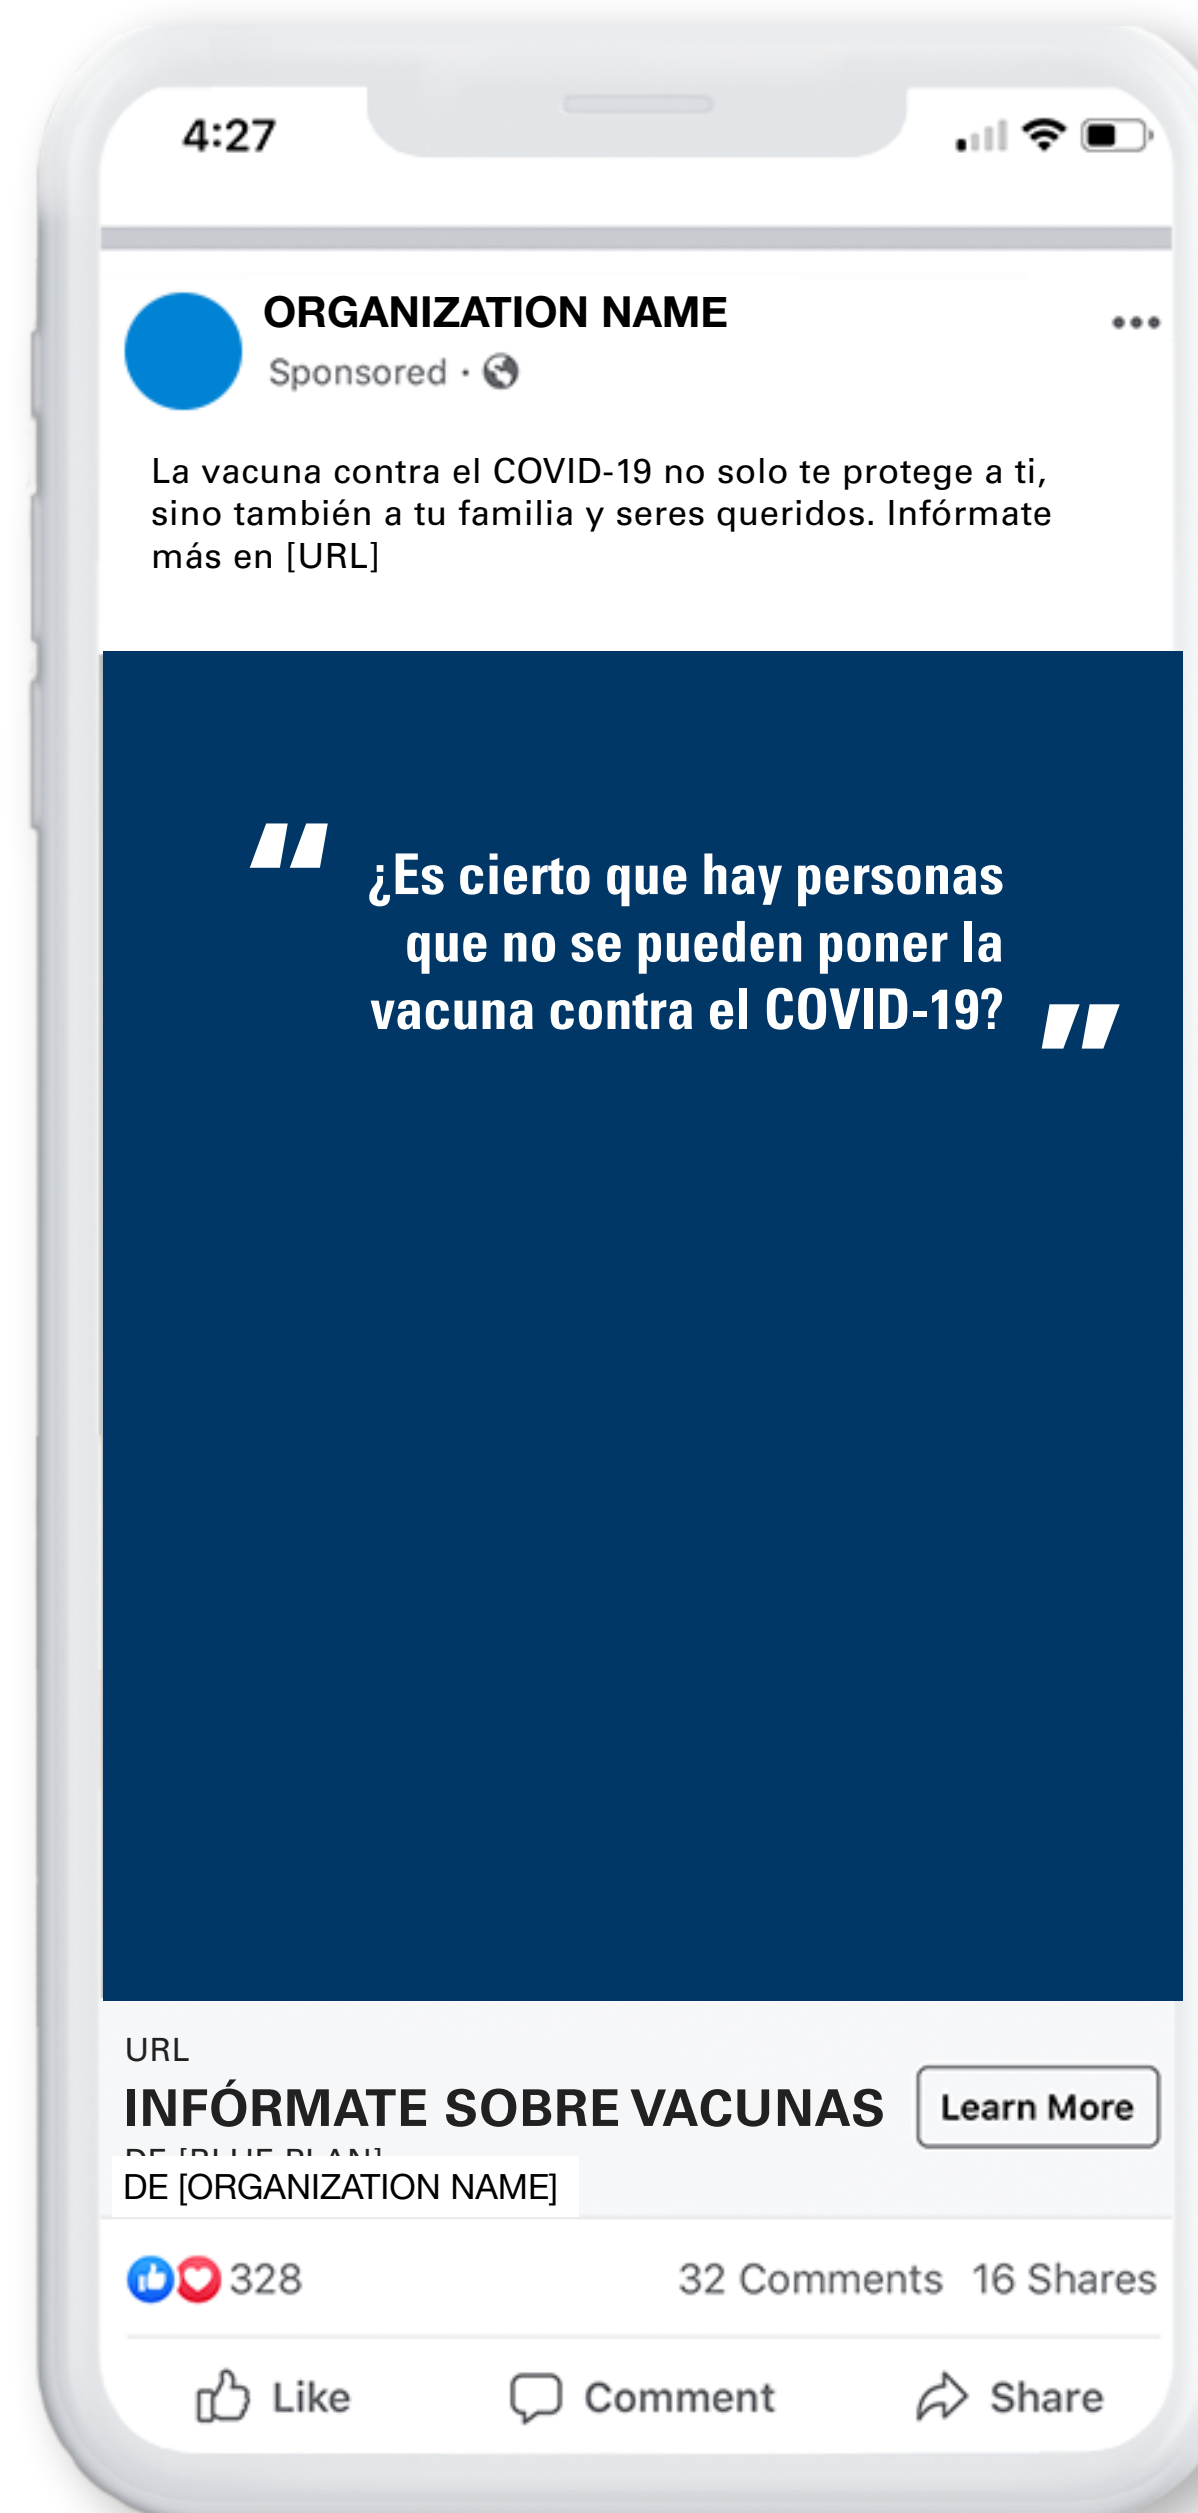 4:27
ORGANIZATION NAME
Sponsored ·
La vacuna contra el COVID-19 no solo te protege a ti,
sino también a tu familia y seres queridos. Infórmate
más en [URL]
“ ¿Es cierto que hay personas
que no se pueden poner la
vacuna contra el COVID-19? ”
URL
INFÓRMATE SOBRE VACUNAS
Learn More
DE [BLUE PLAN]
DE [ORGANIZATION NAME]
328
32 Comments 16 Shares
Like Comment Share